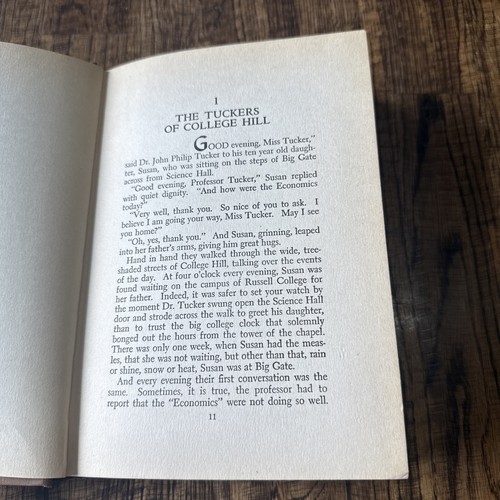 1
THE TUCKERS
OF COLLEGE HILL
GOOD evening, Miss Tucker,"
said Dr. John Philip Tucker to his ten year old daugh-
ter, Susan, who was sitting on the steps of Big Gate
across from Science Hall.
"Good evening, Professor Tucker," Susan replied
with quiet dignity. "And how were the Economics
today?"
"Very well, thank you. So nice of you to ask. I
believe I am going your way, Miss Tucker. May I see
you home?"
"Oh, yes, thank you." And Susan, grinning, leaped
into her father's arms, giving him great hugs.
Hand in hand they walked through the wide, tree-
shaded streets of College Hill, talking over the events
of the day. At four o'clock every evening, Susan was
found waiting on the campus of Russell College for
her father. Indeed, it was safer to set your watch by
the moment Dr. Tucker swung open the Science Hall
door and strode across the walk to greet his daughter,
than to trust the big college clock that solemnly
bonged out the hours from the tower of the chapel.
There was only one week, when Susan had the meas-
les, that she was not waiting, but other than that, rain
or shine, snow or heat, Susan was at Big Gate.
And every evening their first conversation was the
same. Sometimes, it is true, the professor had to
report that the "Economics" were not doing so well.
11